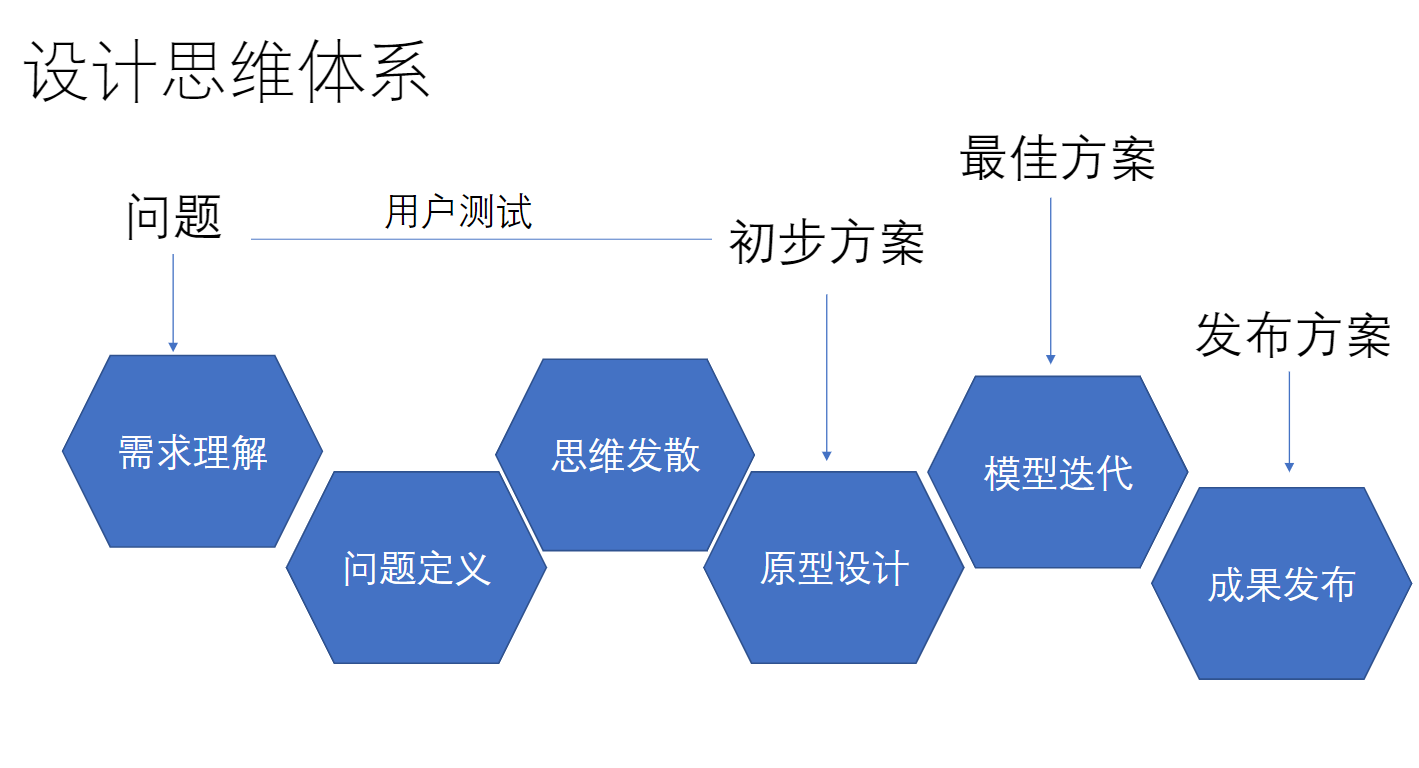 设计思维体系
最佳方案
问题
用户测试
初步方案
发布方案
需求理解
思维发散
模型迭代
问题定义
原型设计
成果发布